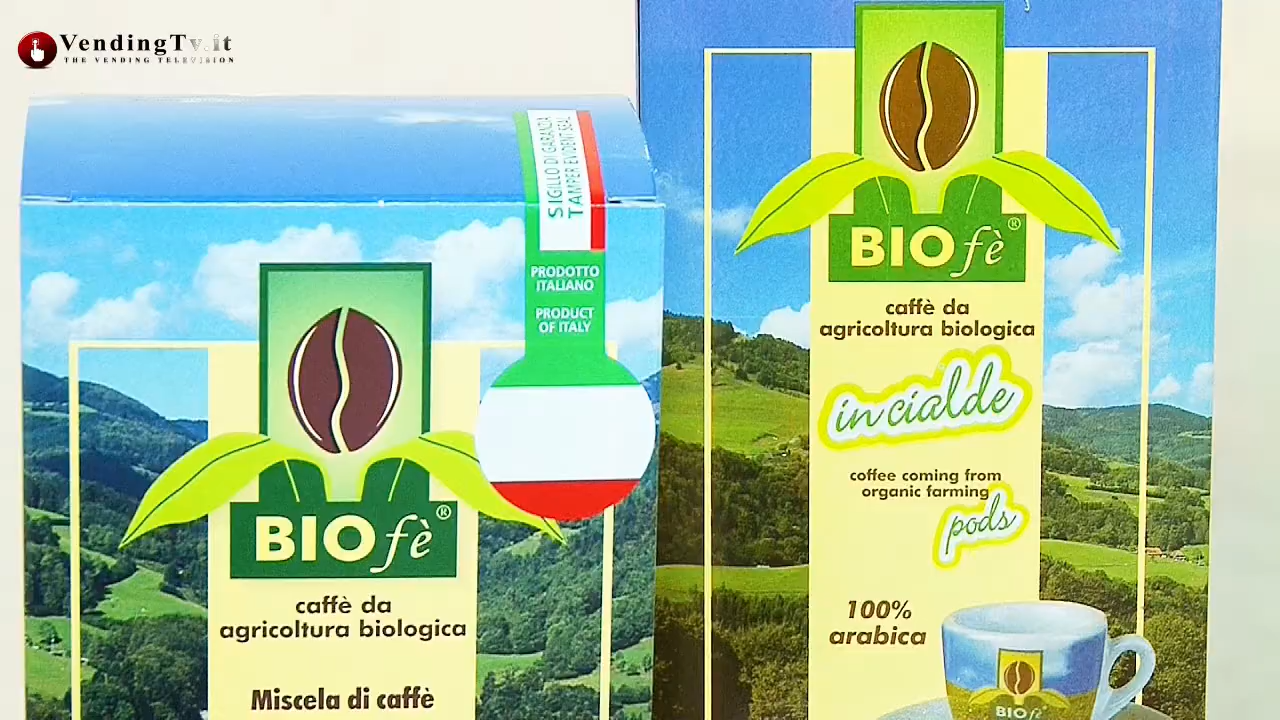 VendingTv.it
THE VENDING TELEVISION
SIGILLO DI GARANZIA
TAMPER EVIDENT SEAL
PRODOTTO
ITALIANO
PRODUCT
OF ITALY
BIOfè®
caffè da
agricoltura biologica
Miscela di caffè
BIOfè®
caffè da
agricoltura biologica
in cialde
coffee coming from
organic farming
pods
100%
arabica
BIOfè